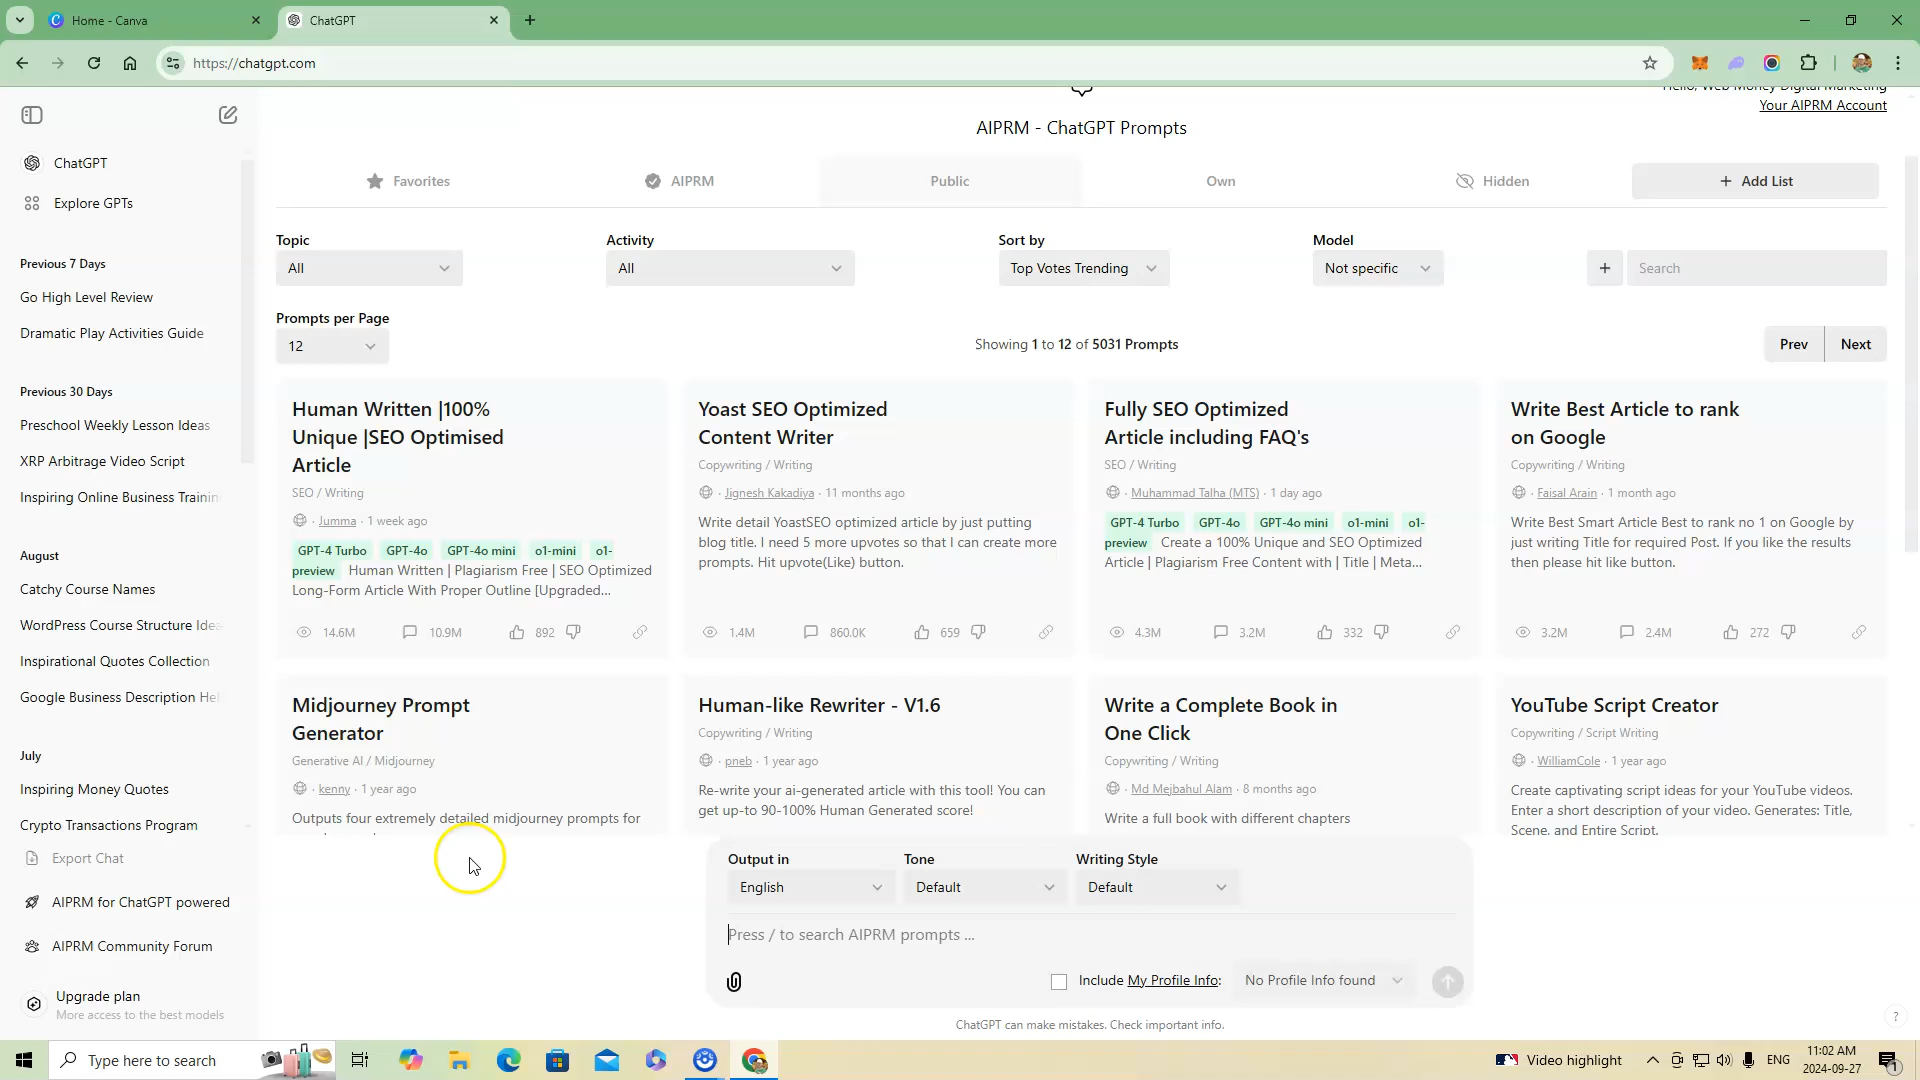 Home - Canva
ChatGPT
https://chatgpt.com
Hello, Web Money Digital Marketing
Your AIPRM Account
AIPRM - ChatGPT Prompts
ChatGPT
Explore GPTs
Previous 7 Days
Go High Level Review
Dramatic Play Activities Guide
Previous 30 Days
Preschool Weekly Lesson Ideas
XRP Arbitrage Video Script
Inspiring Online Business Trainin
August
Catchy Course Names
WordPress Course Structure Idea
Inspirational Quotes Collection
Google Business Description Hel
July
Inspiring Money Quotes
Crypto Transactions Program
Export Chat
AIPRM for ChatGPT powered
AIPRM Community Forum
Upgrade plan
More access to the best models
Favorites
AIPRM
Public
Own
Hidden
+ Add List
Topic
All
Activity
All
Sort by
Top Votes Trending
Model
Not specific
+
Search
Prompts per Page
12
Showing 1 to 12 of 5031 Prompts
Prev
Next
Human Written |100%
Unique |SEO Optimised
Article
SEO / Writing
· Jumma · 1 week ago
GPT-4 Turbo GPT-4o GPT-4o mini o1-mini o1-
preview Human Written | Plagiarism Free | SEO Optimized
Long-Form Article With Proper Outline [Upgraded...
14.6M 10.9M 892
Yoast SEO Optimized
Content Writer
Copywriting / Writing
· Jignesh Kakadiya · 11 months ago
Write detail YoastSEO optimized article by just putting
blog title. I need 5 more upvotes so that I can create more
prompts. Hit upvote(Like) button.
1.4M 860.0K 659
Fully SEO Optimized
Article including FAQ's
SEO / Writing
· Muhammad Talha (MTS) · 1 day ago
GPT-4 Turbo GPT-4o GPT-4o mini o1-mini o1-
preview Create a 100% Unique and SEO Optimized
Article | Plagiarism Free Content with | Title | Meta...
4.3M 3.2M 332
Write Best Article to rank
on Google
Copywriting / Writing
· Faisal Arain · 1 month ago
Write Best Smart Article Best to rank no 1 on Google by
just writing Title for required Post. If you like the results
then please hit like button.
3.2M 2.4M 272
Midjourney Prompt
Generator
Generative AI / Midjourney
· kenny · 1 year ago
Outputs four extremely detailed midjourney prompts for
Human-like Rewriter - V1.6
Copywriting / Writing
· pneb · 1 year ago
Re-write your ai-generated article with this tool! You can
get up-to 90-100% Human Generated score!
Write a Complete Book in
One Click
Copywriting / Writing
· Md Mejbahul Alam · 8 months ago
Write a full book with different chapters
YouTube Script Creator
Copywriting / Script Writing
· WilliamCole · 1 year ago
Create captivating script ideas for your YouTube videos.
Enter a short description of your video. Generates: Title,
Scene, and Entire Script.
Output in
English
Tone
Default
Writing Style
Default
Press / to search AIPRM prompts ...
Include My Profile Info:
No Profile Info found
ChatGPT can make mistakes. Check important info.
?
Type here to search
Video highlight
ENG
11:02 AM
2024-09-27
1